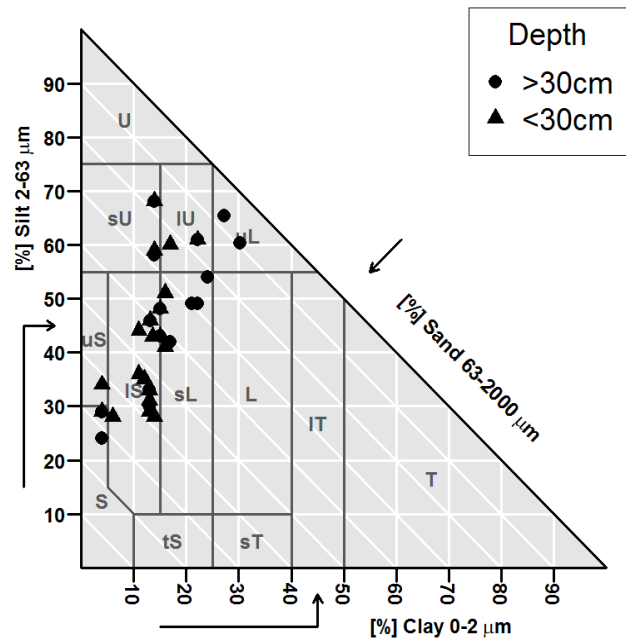 Depth
>30cm
<30cm
[%] Silt 2-63 μm
90
80
70
60
50
40
30
20
10
U
sU
lU
uL
uS
lS
sL
L
lT
T
S
tS
sT
[%] Sand 63-2000 μm
10
20
30
40
50
60
70
80
90
[%] Clay 0-2 μm